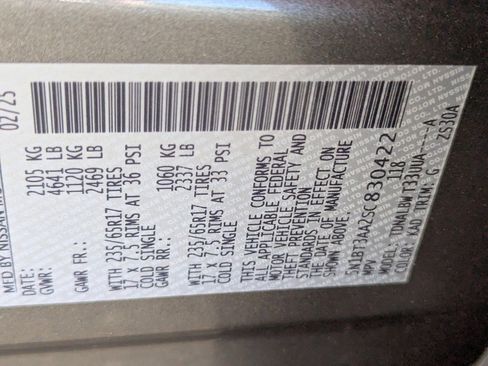 MFD BY NISSAN MO
02/25
GVWR: 2105 KG
4641 LB
GAWR FR.: 1120 KG
2469 LB
WITH 235/65R17 TIRES
17 X 7.5 RIMS AT 36 PSI
COLD SINGLE
GAWR RR: 1060 KG
2337 LB
WITH 235/65R17 TIRES
17 X 7.5 RIMS AT 33 PSI
COLD SINGLE
THIS VEHICLE CONFORMS TO
ALL APPLICABLE FEDERAL
MOTOR VEHICLE SAFETY AND
THEFT PREVENTION
STANDARDS IN EFFECT ON
THE DATE OF MANUFACTURE
SHOWN ABOVE.
5N1BT3AA2SC830422
MPV 118
MODEL: TDNALBW T33UUA-----A
COLOR: KAD TRIM: G 2S30A